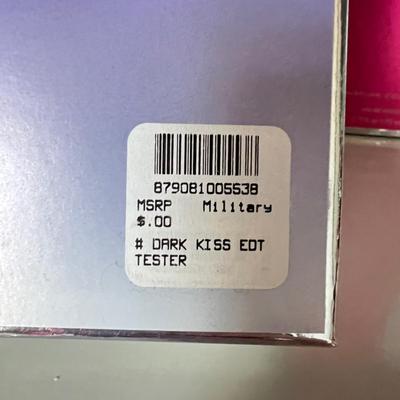 879081005538
MSRP Military
$.00
# DARK KISS EDT
TESTER